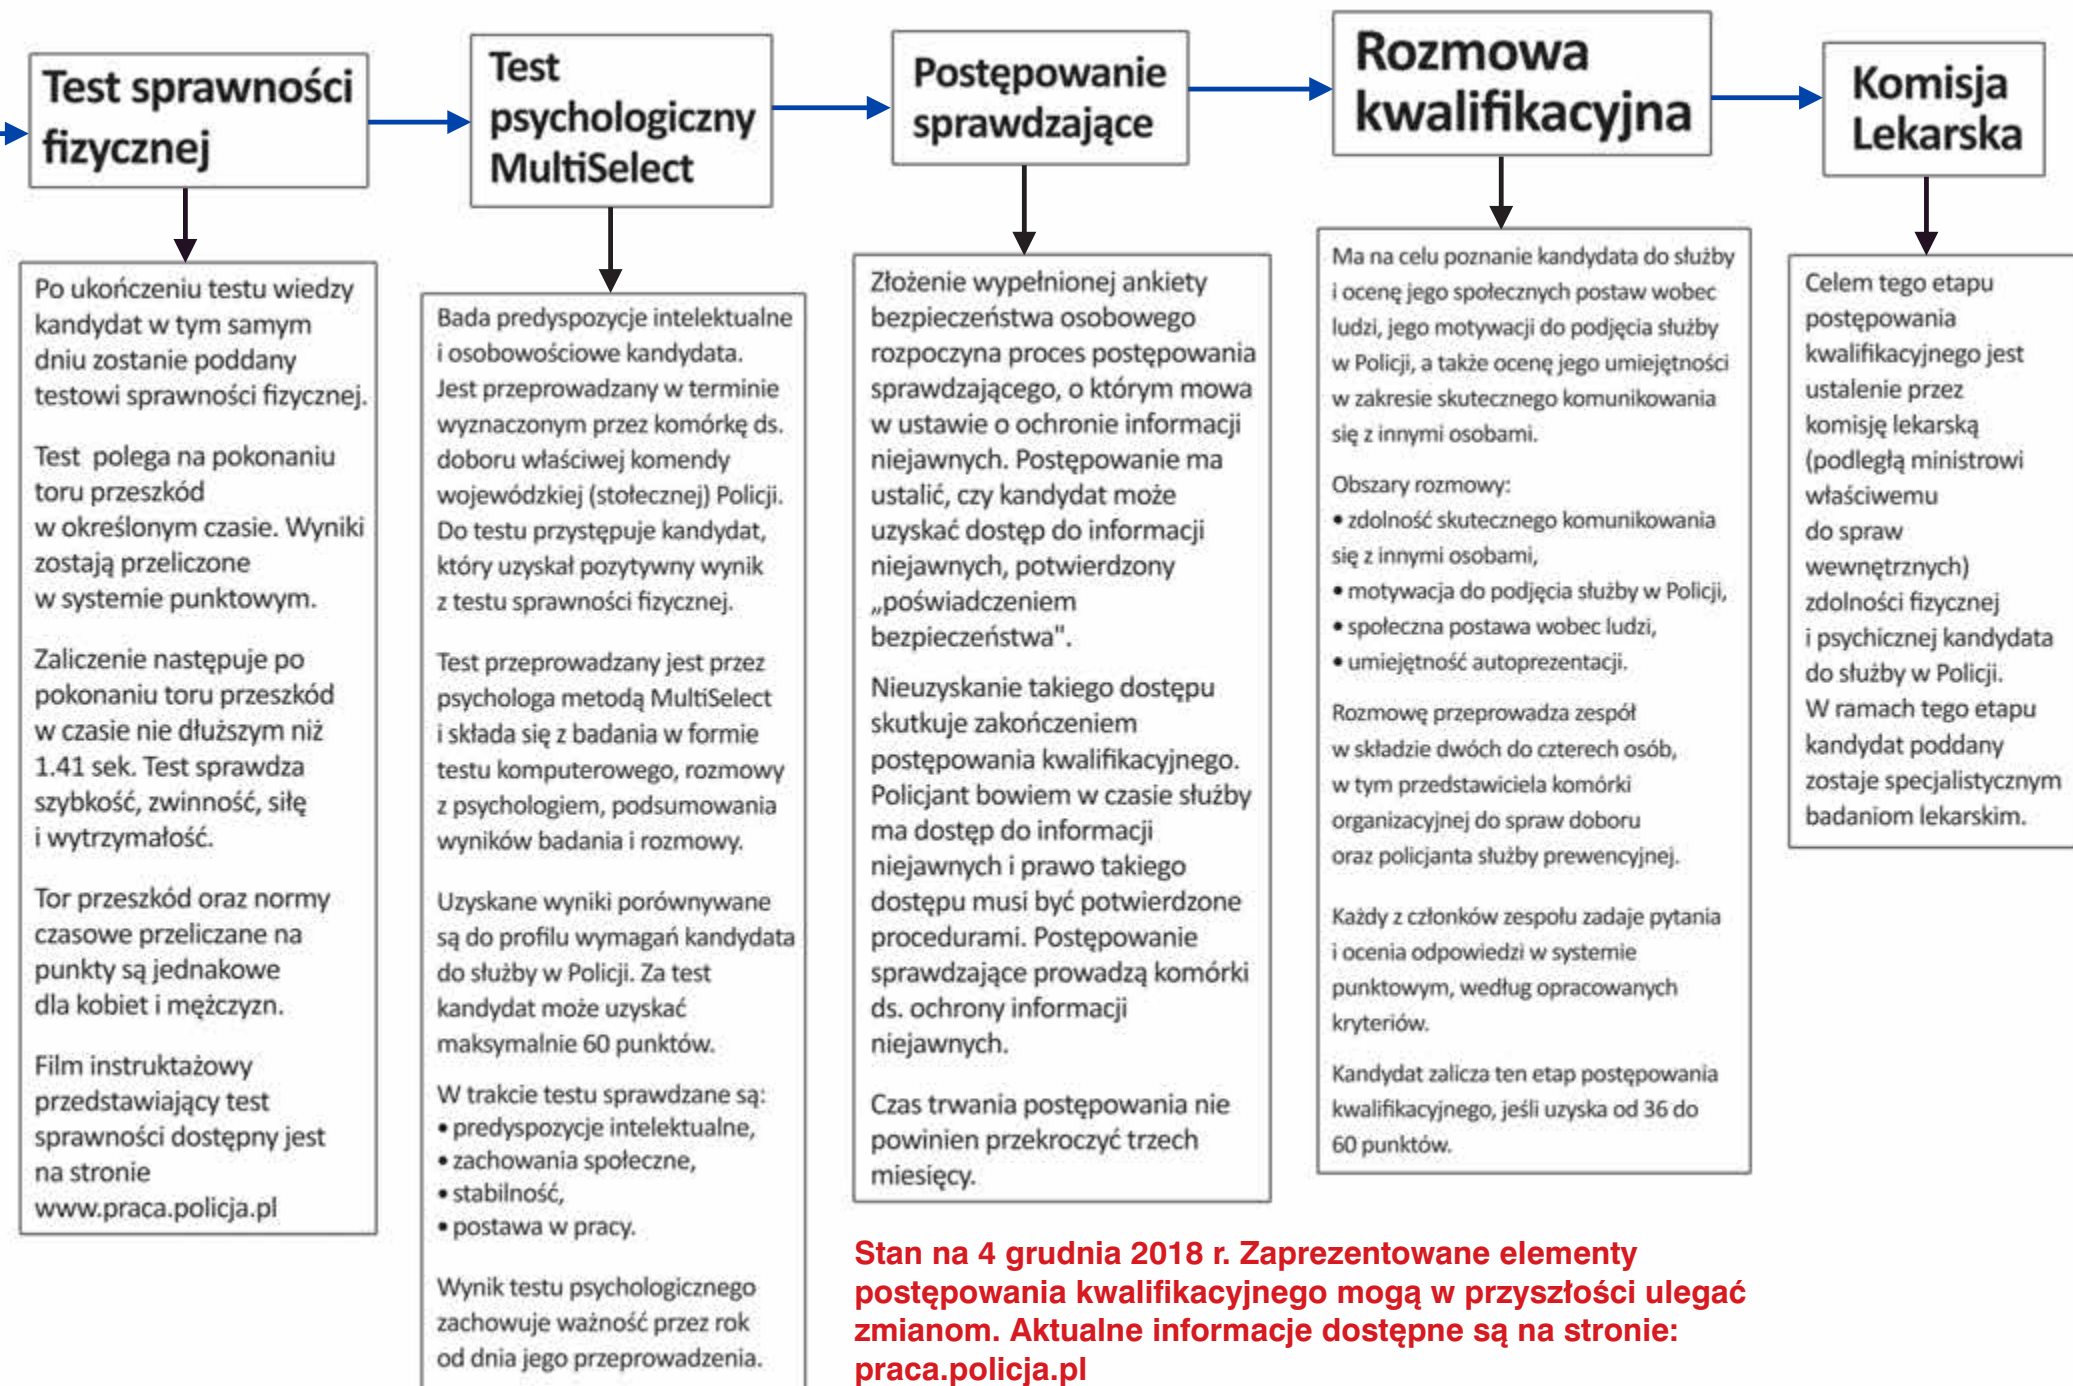 Test sprawności
fizycznej
Po ukończeniu testu wiedzy
kandydat w tym samym
dniu zostanie poddany
testowi sprawności fizycznej.
Test polega na pokonaniu
toru przeszkód
w określonym czasie. Wyniki
zostają przeliczone
w systemie punktowym.
Zaliczenie następuje po
pokonaniu toru przeszkód
w czasie nie dłuższym niż
1.41 sek. Test sprawdza
szybkość, zwinność, siłę
i wytrzymałość.
Tor przeszkód oraz normy
czasowe przeliczane na
punkty są jednakowe
dla kobiet i mężczyzn.
Film instruktażowy
przedstawiający test
sprawności dostępny jest
na stronie
www.praca.policja.pl
Test
psychologiczny
MultiSelect
Bada predyspozycje intelektualne
i osobowościowe kandydata.
Jest przeprowadzany w terminie
wyznaczonym przez komórkę ds.
doboru właściwej komendy
wojewódzkiej (stołecznej) Policji.
Do testu przystępuje kandydat,
który uzyskał pozytywny wynik
z testu sprawności fizycznej.
Test przeprowadzany jest przez
psychologa metodą MultiSelect
i składa się z badania w formie
testu komputerowego, rozmowy
z psychologiem, podsumowania
wyników badania i rozmowy.
Uzyskane wyniki porównywane
są do profilu wymagań kandydata
do służby w Policji. Za test
kandydat może uzyskać
maksymalnie 60 punktów.
W trakcie testu sprawdzane są:
• predyspozycje intelektualne,
• zachowania społeczne,
• stabilność,
• postawa w pracy.
Wynik testu psychologicznego
zachowuje ważność przez rok
od dnia jego przeprowadzenia.
Postępowanie
sprawdzające
Złożenie wypełnionej ankiety
bezpieczeństwa osobowego
rozpoczyna proces postępowania
sprawdzającego, o którym mowa
w ustawie o ochronie informacji
niejawnych. Postępowanie ma
ustalić, czy kandydat może
uzyskać dostęp do informacji
niejawnych, potwierdzony
„poświadczeniem
bezpieczeństwa".
Nieuzyskanie takiego dostępu
skutkuje zakończeniem
postępowania kwalifikacyjnego.
Policjant bowiem w czasie służby
ma dostęp do informacji
niejawnych i prawo takiego
dostępu musi być potwierdzone
procedurami. Postępowanie
sprawdzające prowadzą komórki
ds. ochrony informacji
niejawnych.
Czas trwania postępowania nie
powinien przekroczyć trzech
miesięcy.
Rozmowa
kwalifikacyjna
Ma na celu poznanie kandydata do służby
i ocenę jego społecznych postaw wobec
ludzi, jego motywacji do podjęcia służby
w Policji, a także ocenę jego umiejętności
w zakresie skutecznego komunikowania
się z innymi osobami.
Obszary rozmowy:
• zdolność skutecznego komunikowania
się z innymi osobami,
• motywacja do podjęcia służby w Policji,
• społeczna postawa wobec ludzi,
• umiejętność autoprezentacji.
Rozmowę przeprowadza zespół
w składzie dwóch do czterech osób,
w tym przedstawiciela komórki
organizacyjnej do spraw doboru
oraz policjanta służby prewencyjnej.
Każdy z członków zespołu zadaje pytania
i ocenia odpowiedzi w systemie
punktowym, według opracowanych
kryteriów.
Kandydat zalicza ten etap postępowania
kwalifikacyjnego, jeśli uzyska od 36 do
60 punktów.
Komisja
Lekarska
Celem tego etapu
postępowania
kwalifikacyjnego jest
ustalenie przez
komisję lekarską
(podległą ministrowi
właściwemu
do spraw
wewnętrznych)
zdolności fizycznej
i psychicznej kandydata
do służby w Policji.
W ramach tego etapu
kandydat poddany
zostaje specjalistycznym
badaniom lekarskim.
Stan na 4 grudnia 2018 r. Zaprezentowane elementy
postępowania kwalifikacyjnego mogą w przyszłości ulegać
zmianom. Aktualne informacje dostępne są na stronie:
praca.policja.pl